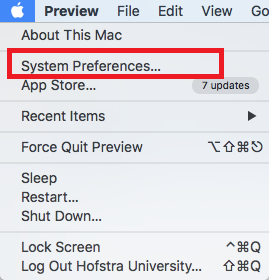 Preview File Edit View Go
About This Mac
System Preferences...
App Store... 7 updates
Recent Items
Force Quit Preview ⌥⇧⌘⎋
Sleep
Restart...
Shut Down...
Lock Screen ^⌘Q
Log Out Hofstra University... ⇧⌘Q